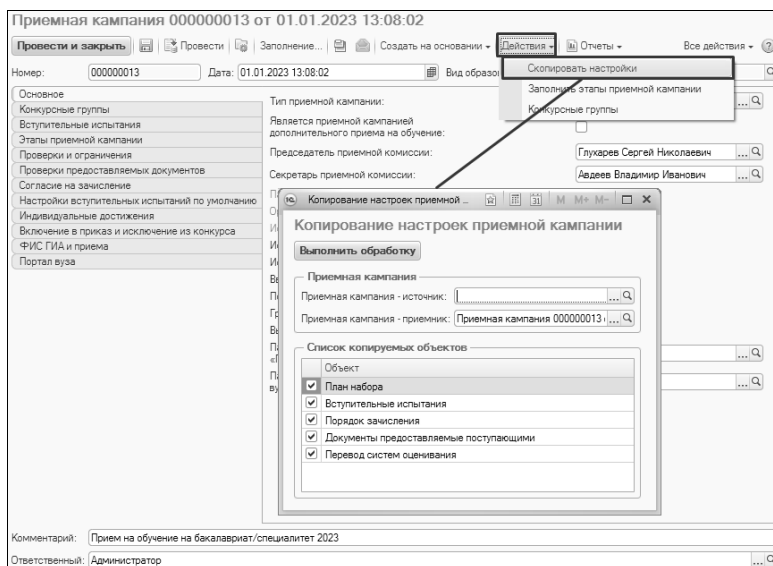 Приемная кампания 000000013 от 01.01.2023 13:08:02
Провести и закрыть Провести Заполнение... Создать на основании Действия Отчеты Все действия
Номер: 000000013 Дата: 01.01.2023 13:08:02 Вид образо
Скопировать настройки
Заполнить этапы приемной кампании
Конкурсные группы
Основное
Конкурсные группы
Вступительные испытания
Этапы приемной кампании
Проверки и ограничения
Проверки предоставляемых документов
Согласие на зачисление
Настройки вступительных испытаний по умолчанию
Индивидуальные достижения
Включение в приказ и исключение из конкурса
ФИС ГИА и приема
Портал вуза
Тип приемной кампании:
Является приемной кампанией
дополнительного приема на обучение:
Председатель приемной комиссии: Глухарев Сергей Николаевич
Секретарь приемной комиссии: Авдеев Владимир Иванович
Копирование настроек приемной ... M M+ M-
Копирование настроек приемной кампании
Выполнить обработку
Приемная кампания
Приемная кампания - источник:
Приемная кампания - приемник: Приемная кампания 000000013
Список копируемых объектов
Объект
План набора
Вступительные испытания
Порядок зачисления
Документы предоставляемые поступающими
Перевод систем оценивания
Комментарий: Прием на обучение на бакалавриат/специалитет 2023
Ответственный: Администратор